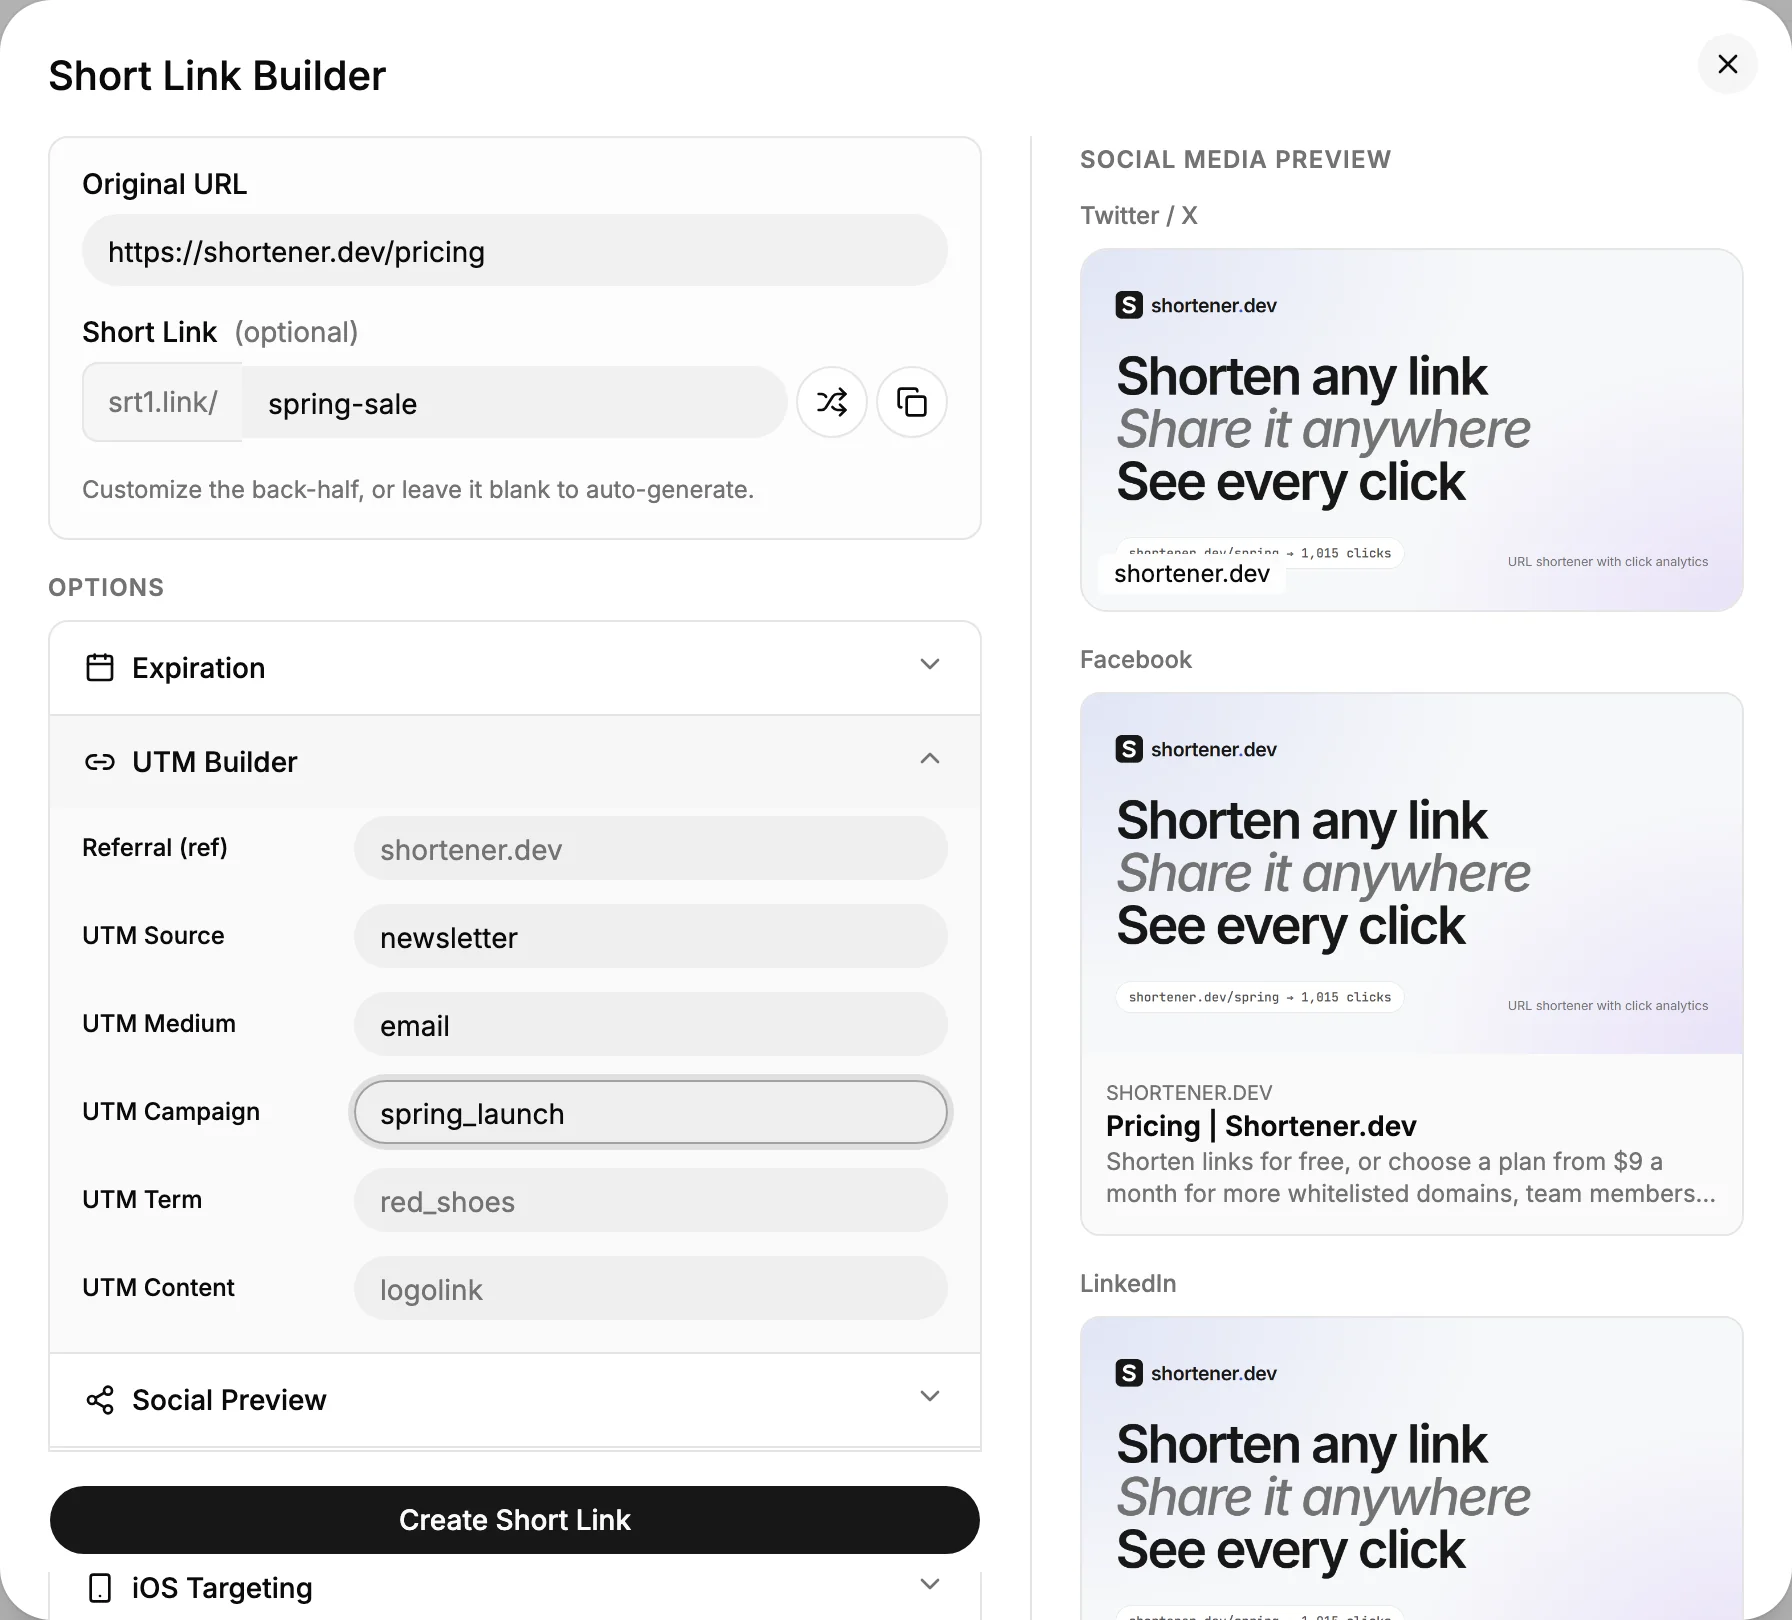 Short Link Builder
Original URL
https://shortener.dev/pricing
Short Link (optional)
srt1.link/ spring-sale
Customize the back-half, or leave it blank to auto-generate.
OPTIONS
Expiration
UTM Builder
Referral (ref) shortener.dev
UTM Source newsletter
UTM Medium email
UTM Campaign spring_launch
UTM Term red_shoes
UTM Content logolink
Social Preview
Create Short Link
iOS Targeting
SOCIAL MEDIA PREVIEW
Twitter / X
S shortener.dev
Shorten any link
Share it anywhere
See every click
shortener.dev/spring → 1,015 clicks
shortener.dev
URL shortener with click analytics
Facebook
S shortener.dev
Shorten any link
Share it anywhere
See every click
shortener.dev/spring → 1,015 clicks
URL shortener with click analytics
SHORTENER.DEV
Pricing | Shortener.dev
Shorten links for free, or choose a plan from $9 a
month for more whitelisted domains, team members...
LinkedIn
S shortener.dev
Shorten any link
Share it anywhere
See every click